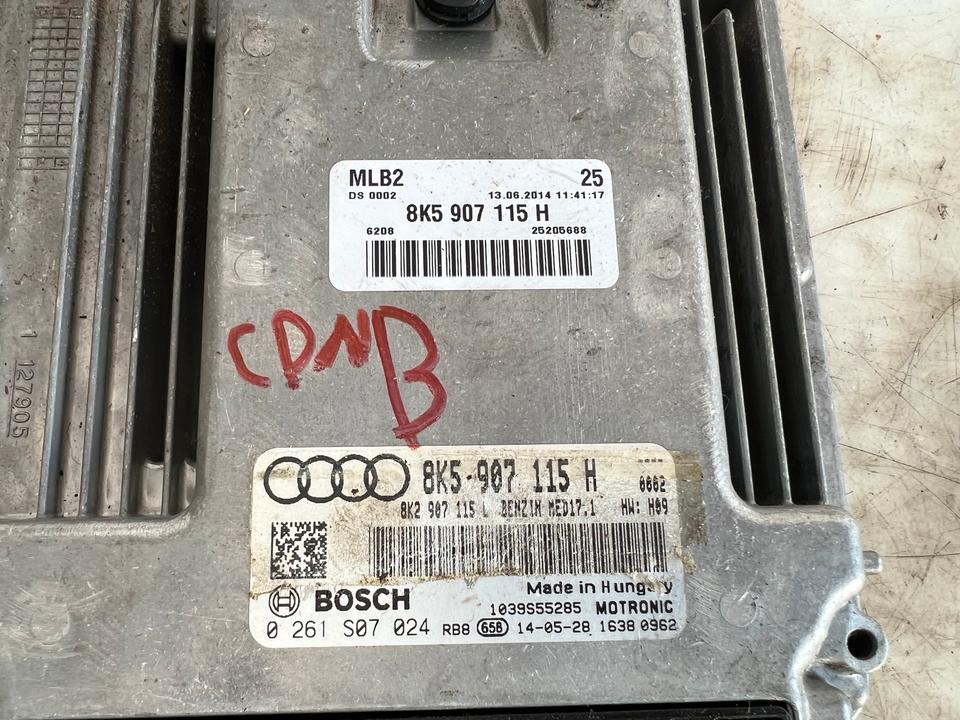 MLB2 25
DS 0002 13.06.2014 11:41:17
8K5 907 115 H
6208 25205688
CDNB
1 127905
8K5 907 115 H
0002
8K2 907 115 L BENZIN MED17.1 HW: H09
Made in Hungary
BOSCH 1039S55285 MOTRONIC
0 261 S07 024 RB8 658 14-05-28 1638 0962